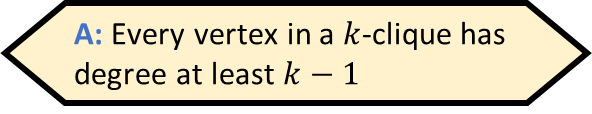 A: Every vertex in a k-clique has
degree at least k − 1